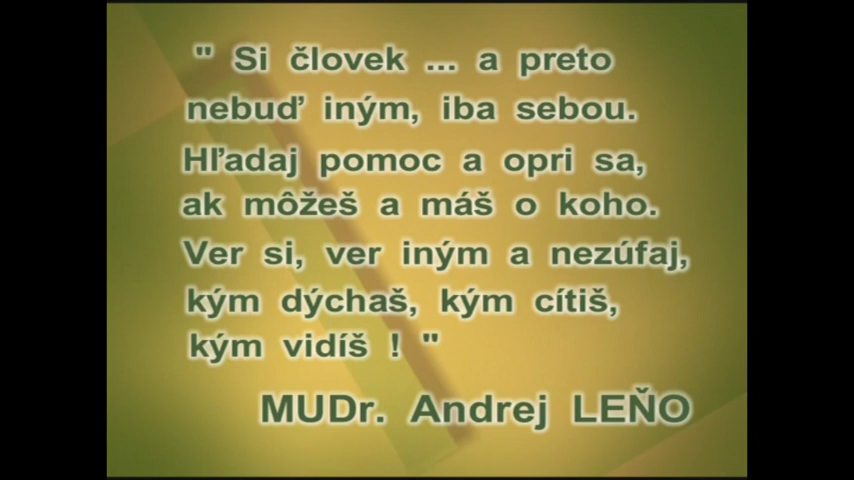 " Si človek ... a preto
nebuď iným, iba sebou.
Hľadaj pomoc a opri sa,
ak môžeš a máš o koho.
Ver si, ver iným a nezúfaj,
kým dýchaš, kým cítiš,
kým vidíš ! "
MUDr. Andrej LEŇO